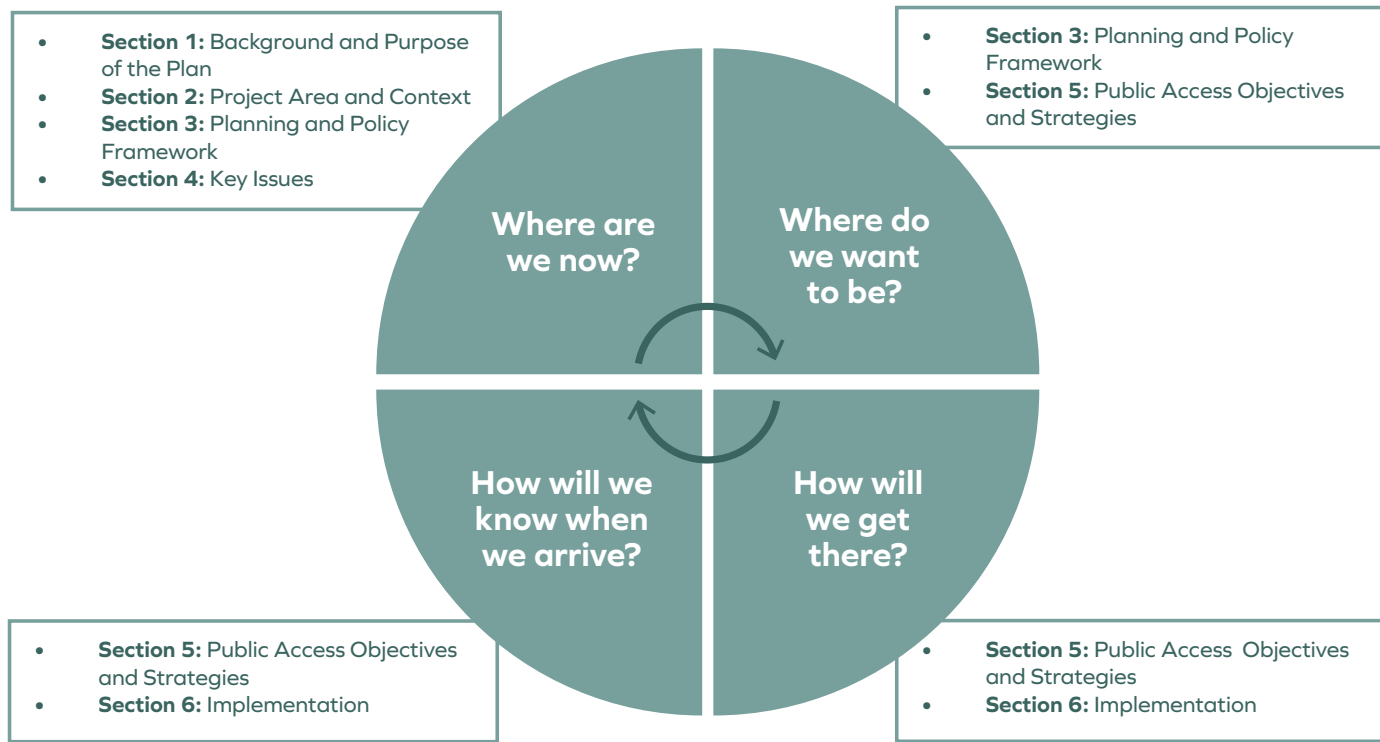 • Section 1: Background and Purpose
of the Plan
• Section 2: Project Area and Context
• Section 3: Planning and Policy
Framework
• Section 4: Key Issues
• Section 3: Planning and Policy
Framework
• Section 5: Public Access Objectives
and Strategies
Where are
we now?
Where do
we want
to be?
How will we
know when
we arrive?
How will
we get
there?
• Section 5: Public Access Objectives
and Strategies
• Section 6: Implementation
• Section 5: Public Access Objectives
and Strategies
• Section 6: Implementation